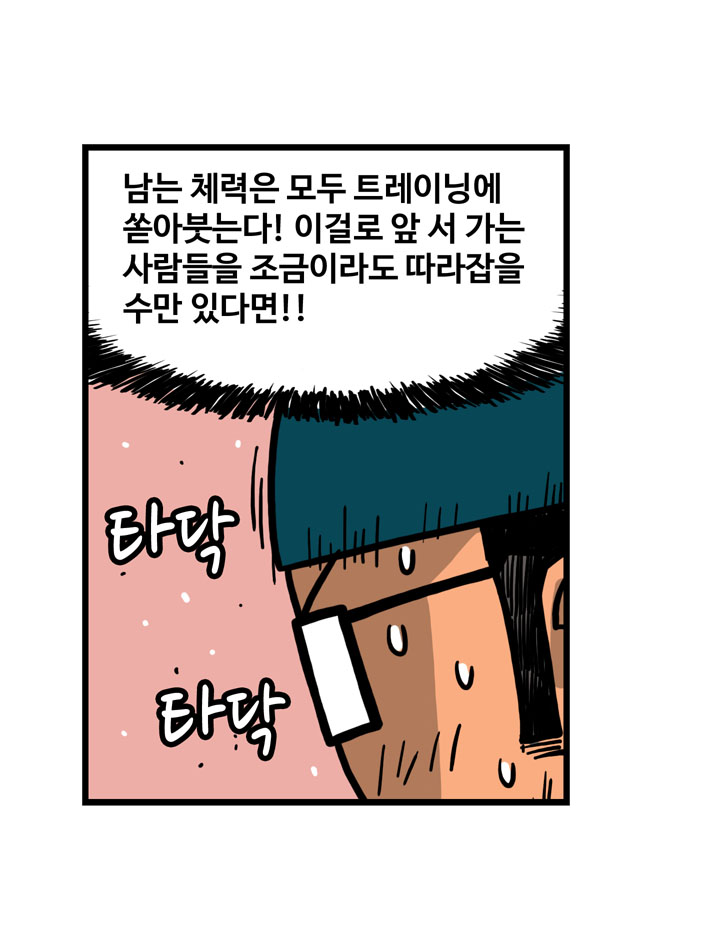 남는 체력은 모두 트레이닝에
쏟아붓는다! 이걸로 앞 서 가는
사람들을 조금이라도 따라잡을
수만 있다면!!
타닥
타닥